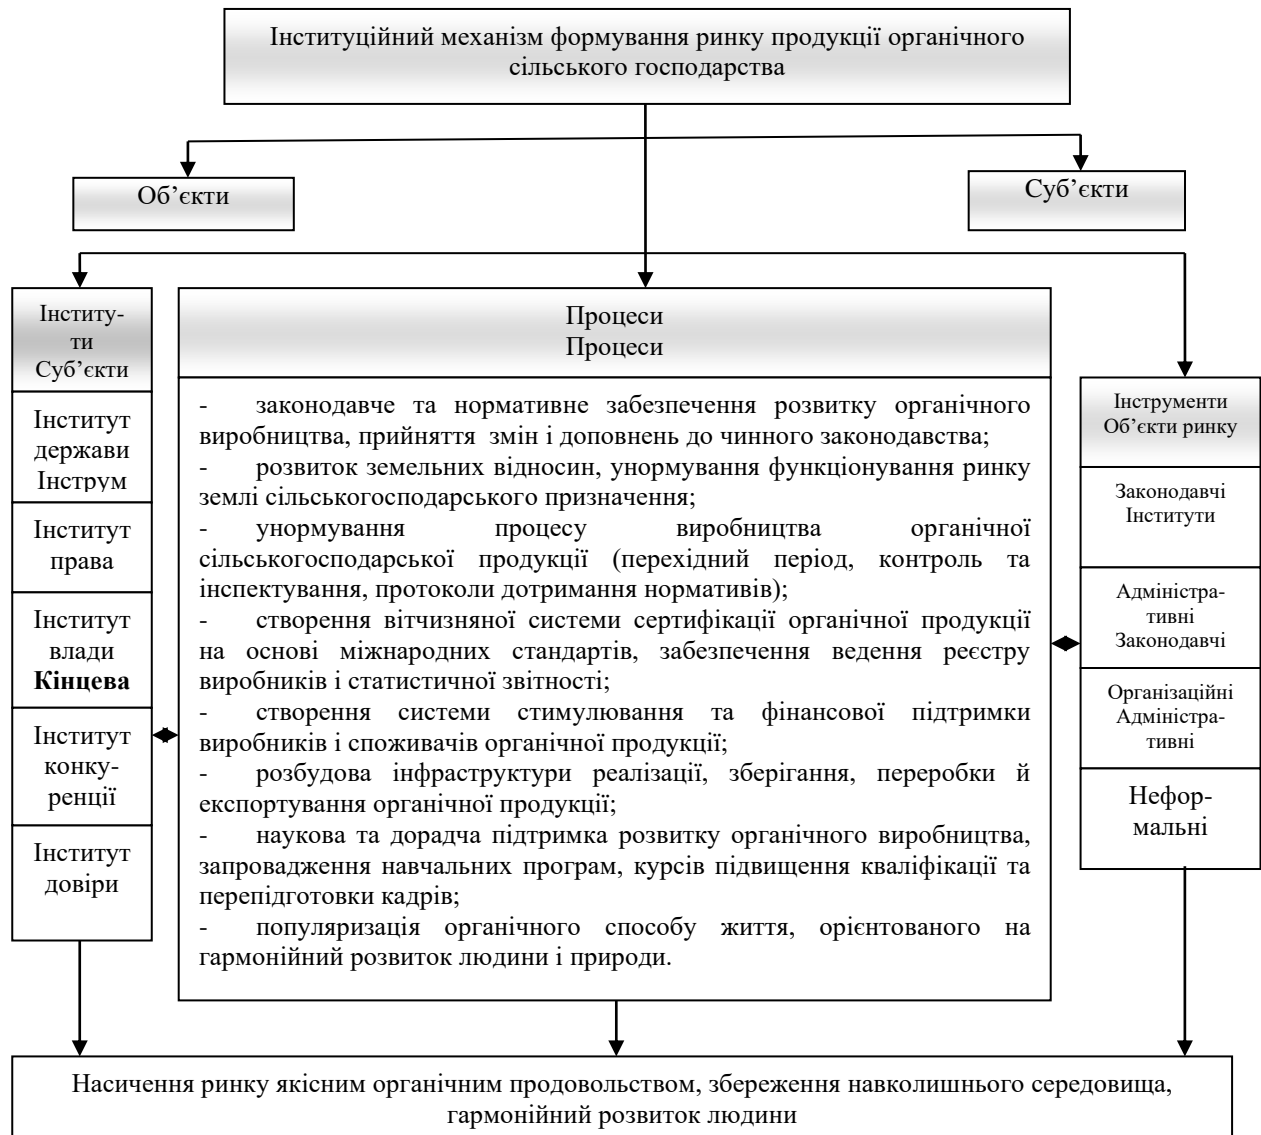 Інституційний механізм формування ринку продукції органічного
сільського господарства
Об’єкти
Суб’єкти
Інститу-
ти
Суб’єкти
Інститут
держави
Інструм
Інститут
права
Інститут
влади
Кінцева
Інститут
конку-
ренції
Інститут
довіри
Процеси
Процеси
- законодавче та нормативне забезпечення розвитку органічного
виробництва, прийняття змін і доповнень до чинного законодавства;
- розвиток земельних відносин, унормування функціонування ринку
землі сільськогосподарського призначення;
- унормування процесу виробництва органічної
сільськогосподарської продукції (перехідний період, контроль та
інспектування, протоколи дотримання нормативів);
- створення вітчизняної системи сертифікації органічної продукції
на основі міжнародних стандартів, забезпечення ведення реєстру
виробників і статистичної звітності;
- створення системи стимулювання та фінансової підтримки
виробників і споживачів органічної продукції;
- розбудова інфраструктури реалізації, зберігання, переробки й
експортування органічної продукції;
- наукова та дорадча підтримка розвитку органічного виробництва,
запровадження навчальних програм, курсів підвищення кваліфікації та
перепідготовки кадрів;
- популяризація органічного способу життя, орієнтованого на
гармонійний розвиток людини і природи.
Інструменти
Об’єкти ринку
Законодавчі
Інститути
Адміністра-
тивні
Законодавчі
Організаційні
Адміністра-
тивні
Нефор-
мальні
Насичення ринку якісним органічним продовольством, збереження навколишнього середовища,
гармонійний розвиток людини